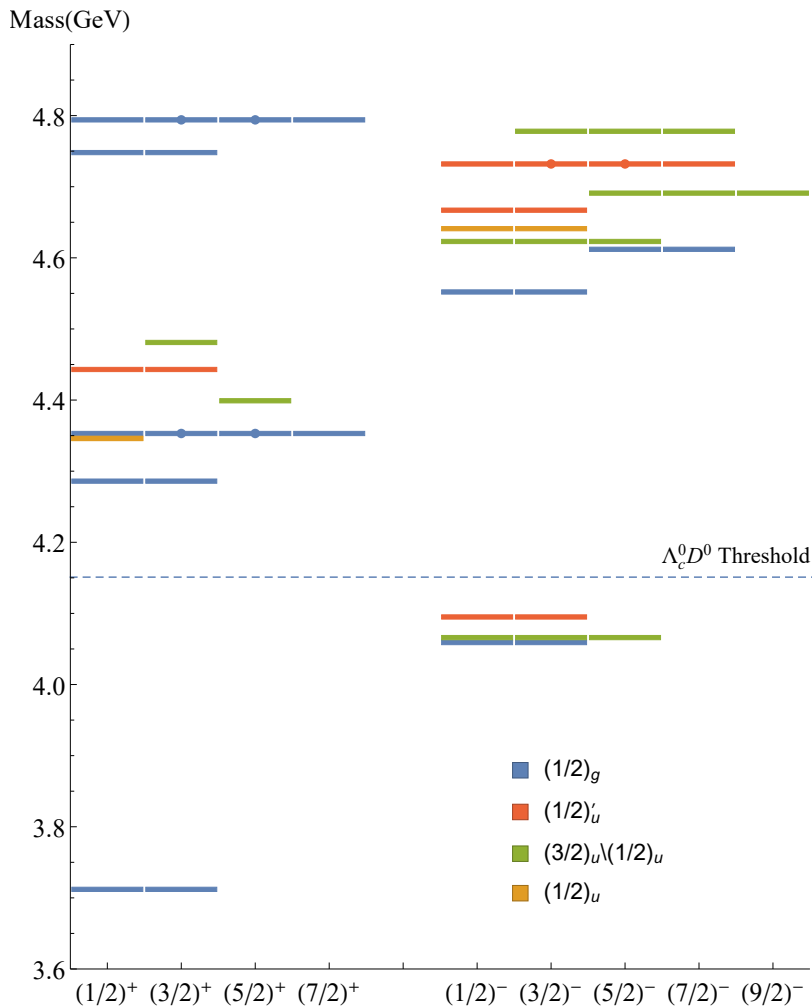 Mass(GeV)
4.8
4.6
4.4
4.2
Λ_c^0 D^0 Threshold
4.0
(1/2)_g
(1/2)'_u
3.8
(3/2)_u\(1/2)_u
(1/2)_u
3.6
(1/2)⁺ (3/2)⁺ (5/2)⁺ (7/2)⁺ (1/2)⁻ (3/2)⁻ (5/2)⁻ (7/2)⁻ (9/2)⁻